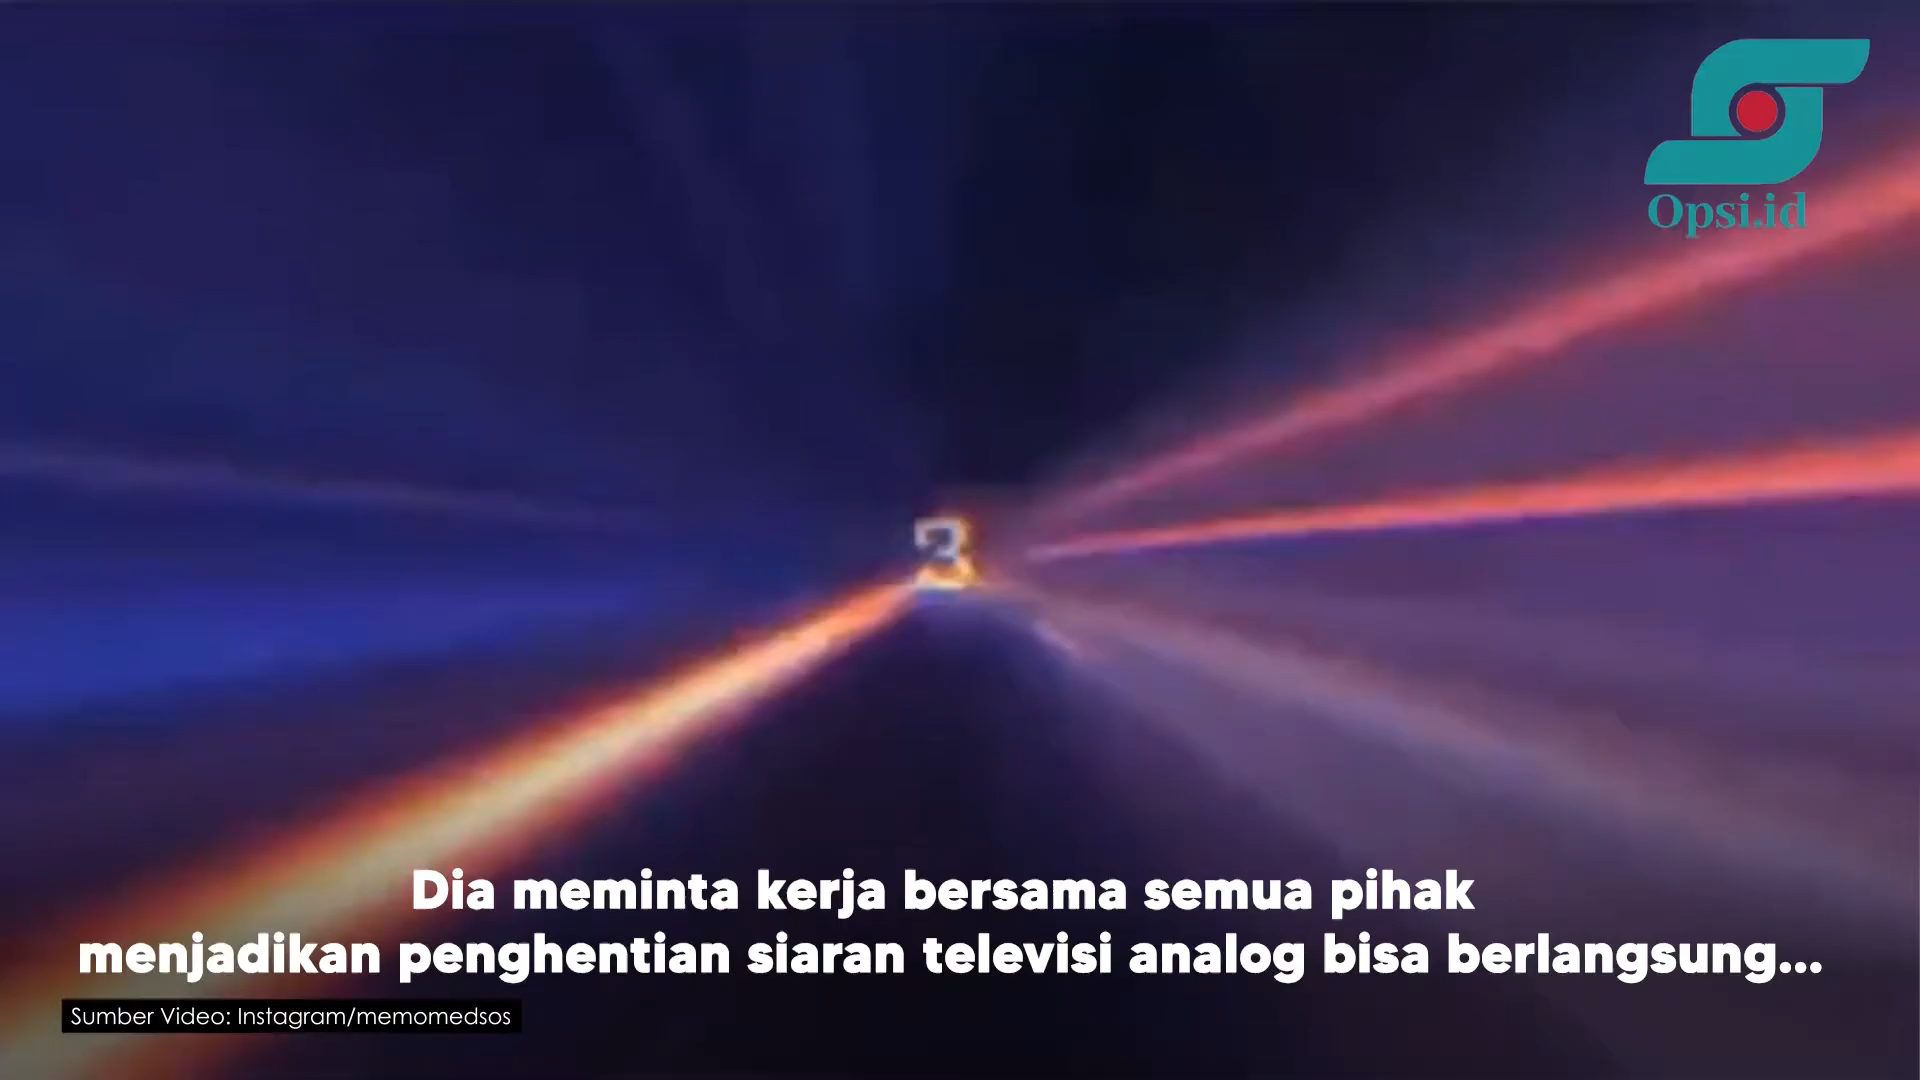 Opsi.id
3
Dia meminta kerja bersama semua pihak
menjadikan penghentian siaran televisi analog bisa berlangsung...
Sumber Video: Instagram/memomedsos